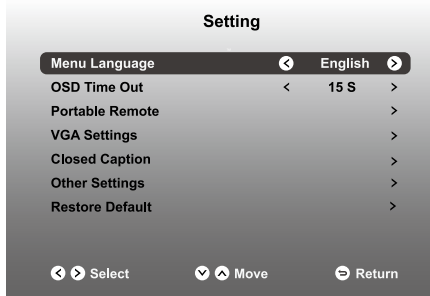 Setting
Menu Language < English >
OSD Time Out < 15 S >
Portable Remote >
VGA Settings >
Closed Caption >
Other Settings >
Restore Default >
< > Select Move Return